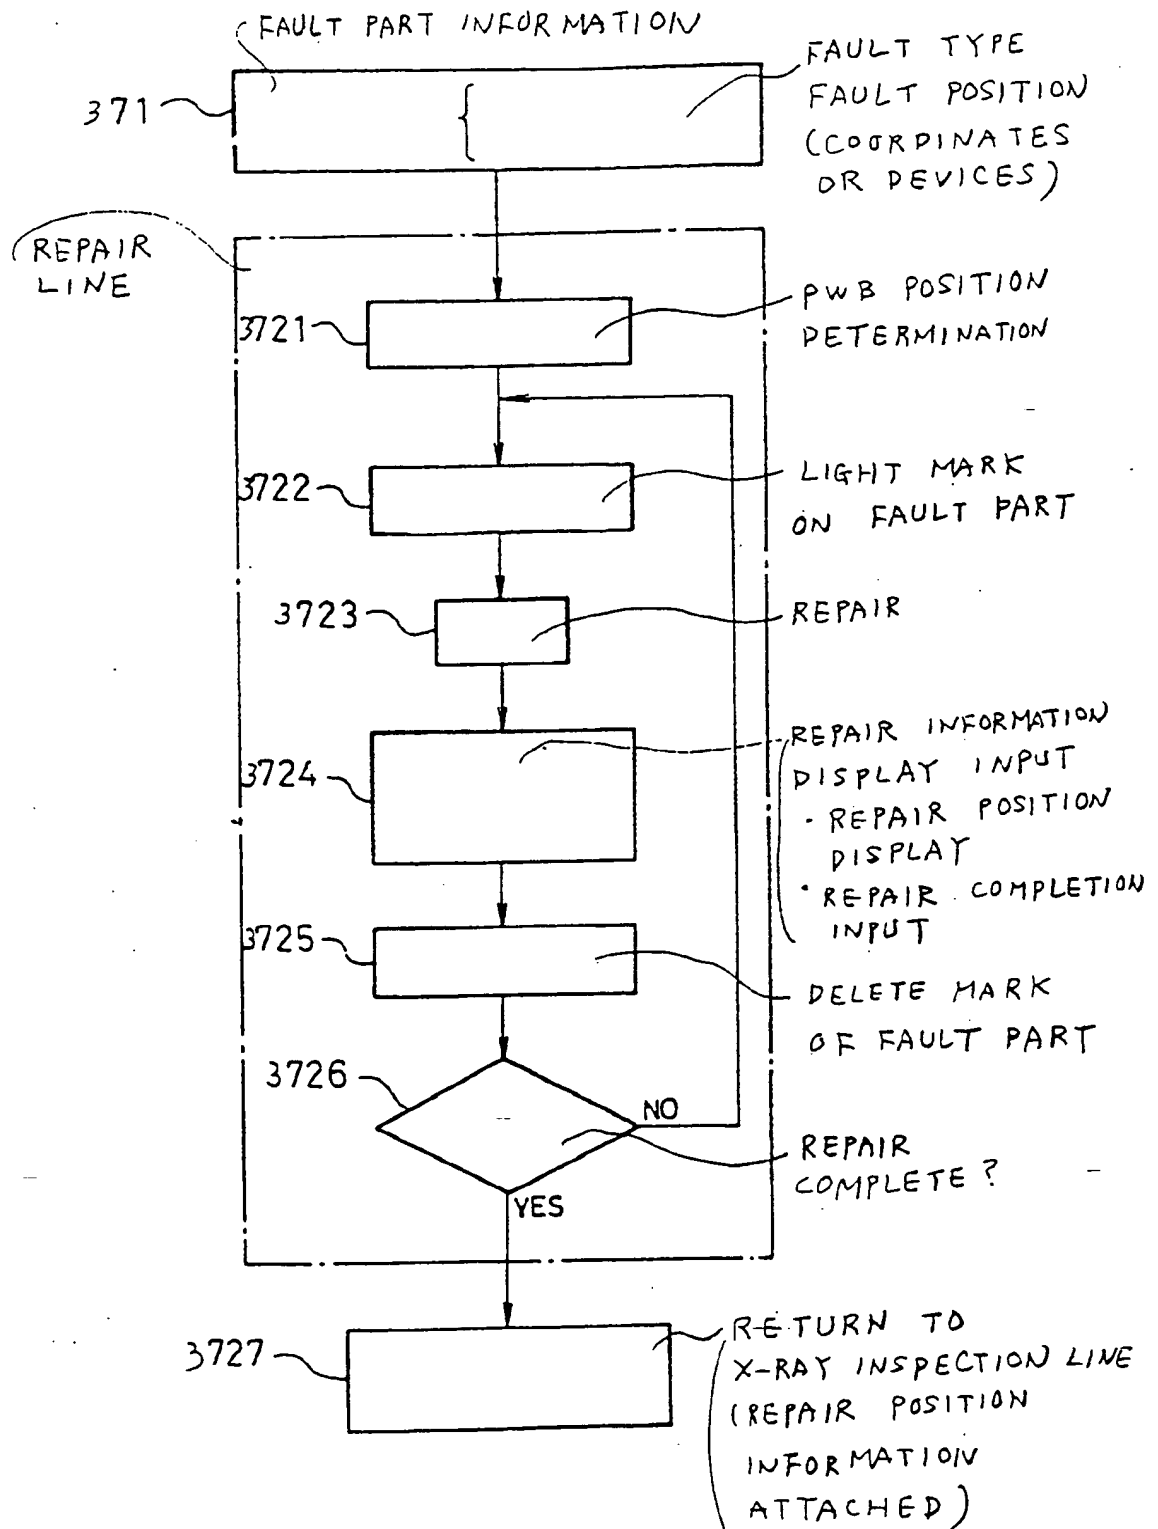 FAULT PART INFORMATION
371
{
FAULT TYPE
FAULT POSITION
(COORDINATES
OR DEVICES)
REPAIR
LINE
3721
PWB POSITION
DETERMINATION
3722
LIGHT MARK
ON FAULT PART
3723
REPAIR
3724
REPAIR INFORMATION
DISPLAY INPUT
· REPAIR POSITION
DISPLAY
· REPAIR COMPLETION
INPUT
3725
DELETE MARK
OF FAULT PART
3726
NO
REPAIR
COMPLETE?
YES
3727
RETURN TO
X-RAY INSPECTION LINE
(REPAIR POSITION
INFORMATION
ATTACHED)